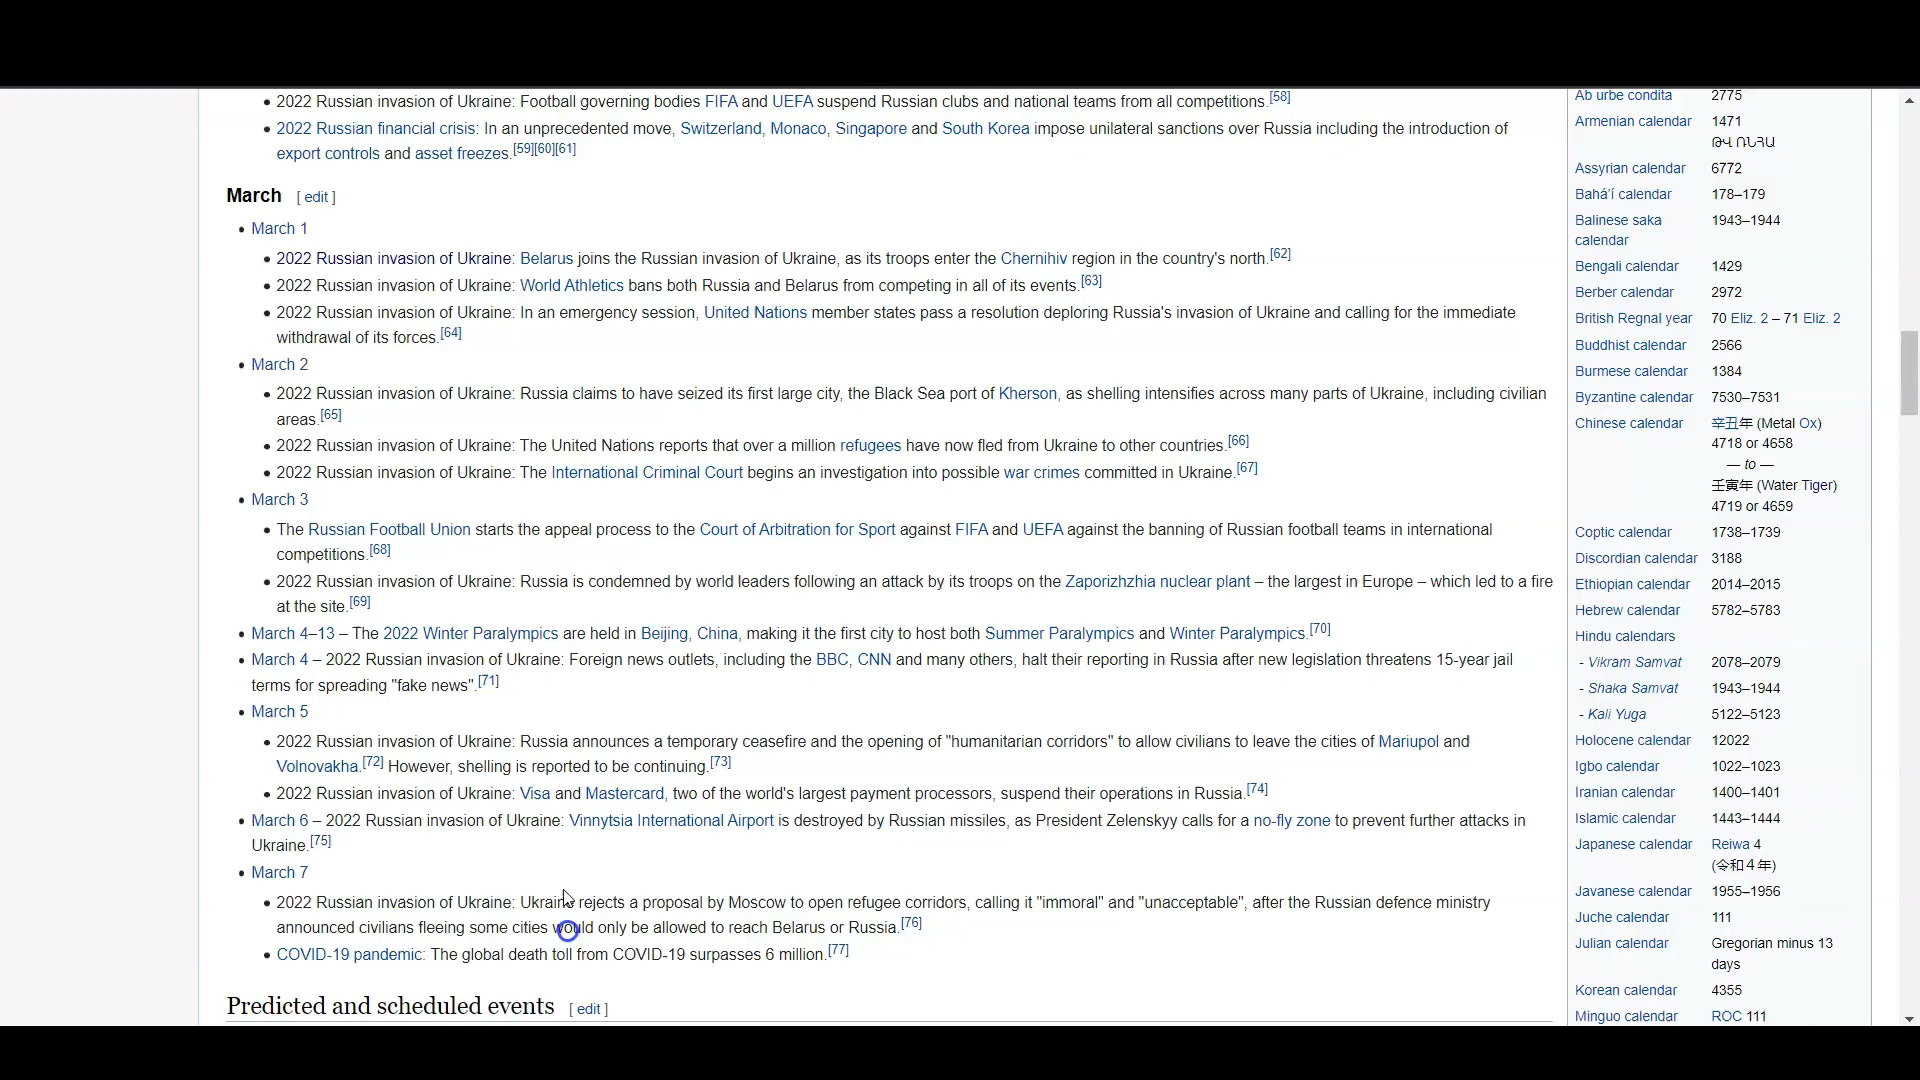 2022 Russian invasion of Ukraine: Football governing bodies FIFA and UEFA suspend Russian clubs and national teams from all competitions.[58]
2022 Russian financial crisis: In an unprecedented move, Switzerland, Monaco, Singapore and South Korea impose unilateral sanctions over Russia including the introduction of
export controls and asset freezes.[59][60][61]
March [ edit ]
March 1
2022 Russian invasion of Ukraine: Belarus joins the Russian invasion of Ukraine, as its troops enter the Chernihiv region in the country's north.[62]
2022 Russian invasion of Ukraine: World Athletics bans both Russia and Belarus from competing in all of its events.[63]
2022 Russian invasion of Ukraine: In an emergency session, United Nations member states pass a resolution deploring Russia's invasion of Ukraine and calling for the immediate
withdrawal of its forces.[64]
March 2
2022 Russian invasion of Ukraine: Russia claims to have seized its first large city, the Black Sea port of Kherson, as shelling intensifies across many parts of Ukraine, including civilian
areas.[65]
2022 Russian invasion of Ukraine: The United Nations reports that over a million refugees have now fled from Ukraine to other countries.[66]
2022 Russian invasion of Ukraine: The International Criminal Court begins an investigation into possible war crimes committed in Ukraine.[67]
March 3
The Russian Football Union starts the appeal process to the Court of Arbitration for Sport against FIFA and UEFA against the banning of Russian football teams in international
competitions.[68]
2022 Russian invasion of Ukraine: Russia is condemned by world leaders following an attack by its troops on the Zaporizhzhia nuclear plant – the largest in Europe – which led to a fire
at the site.[69]
March 4–13 – The 2022 Winter Paralympics are held in Beijing, China, making it the first city to host both Summer Paralympics and Winter Paralympics.[70]
March 4 – 2022 Russian invasion of Ukraine: Foreign news outlets, including the BBC, CNN and many others, halt their reporting in Russia after new legislation threatens 15-year jail
terms for spreading "fake news".[71]
March 5
2022 Russian invasion of Ukraine: Russia announces a temporary ceasefire and the opening of "humanitarian corridors" to allow civilians to leave the cities of Mariupol and
Volnovakha.[72] However, shelling is reported to be continuing.[73]
2022 Russian invasion of Ukraine: Visa and Mastercard, two of the world's largest payment processors, suspend their operations in Russia.[74]
March 6 – 2022 Russian invasion of Ukraine: Vinnytsia International Airport is destroyed by Russian missiles, as President Zelenskyy calls for a no-fly zone to prevent further attacks in
Ukraine.[75]
March 7
2022 Russian invasion of Ukraine: Ukraine rejects a proposal by Moscow to open refugee corridors, calling it "immoral" and "unacceptable", after the Russian defence ministry
announced civilians fleeing some cities would only be allowed to reach Belarus or Russia.[76]
COVID-19 pandemic: The global death toll from COVID-19 surpasses 6 million.[77]
Predicted and scheduled events [ edit ]
Ab urbe condita 2775
Armenian calendar 1471
ԹՎ ՌՆՀԱ
Assyrian calendar 6772
Bahá'í calendar 178–179
Balinese saka 1943–1944
calendar
Bengali calendar 1429
Berber calendar 2972
British Regnal year 70 Eliz. 2 – 71 Eliz. 2
Buddhist calendar 2566
Burmese calendar 1384
Byzantine calendar 7530–7531
Chinese calendar 辛丑年 (Metal Ox)
4718 or 4658
— to —
壬寅年 (Water Tiger)
4719 or 4659
Coptic calendar 1738–1739
Discordian calendar 3188
Ethiopian calendar 2014–2015
Hebrew calendar 5782–5783
Hindu calendars
- Vikram Samvat 2078–2079
- Shaka Samvat 1943–1944
- Kali Yuga 5122–5123
Holocene calendar 12022
Igbo calendar 1022–1023
Iranian calendar 1400–1401
Islamic calendar 1443–1444
Japanese calendar Reiwa 4
(令和4年)
Javanese calendar 1955–1956
Juche calendar 111
Julian calendar Gregorian minus 13
days
Korean calendar 4355
Minguo calendar ROC 111